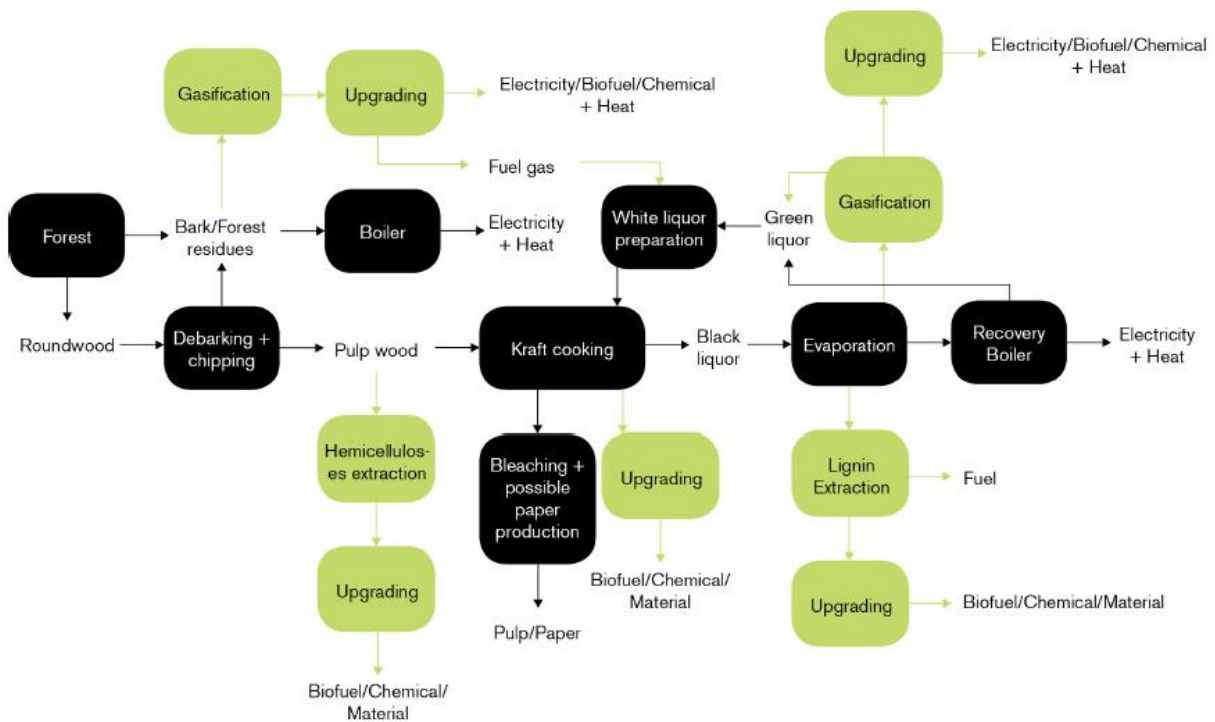 Upgrading
Electricity/Biofuel/Chemical
+ Heat
Gasification
Upgrading
Electricity/Biofuel/Chemical
+ Heat
Fuel gas
Gasification
Forest
Bark/Forest
residues
Boiler
Electricity
+ Heat
White liquor
preparation
Green
liquor
Roundwood
Debarking +
chipping
Pulp wood
Kraft cooking
Black
liquor
Evaporation
Recovery
Boiler
Electricity
+ Heat
Hemicellulos-
es extraction
Bleaching +
possible
paper
production
Upgrading
Lignin
Extraction
Fuel
Upgrading
Biofuel/Chemical/
Material
Upgrading
Biofuel/Chemical/Material
Pulp/Paper
Biofuel/Chemical/
Material